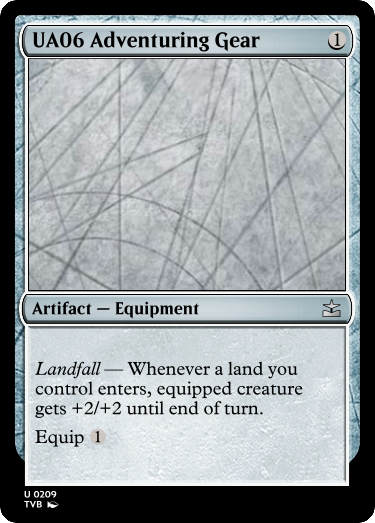 UA06 Adventuring Gear 1
Artifact — Equipment
Landfall — Whenever a land you
control enters, equipped creature
gets +2/+2 until end of turn.
Equip 1
U 0209
TVB